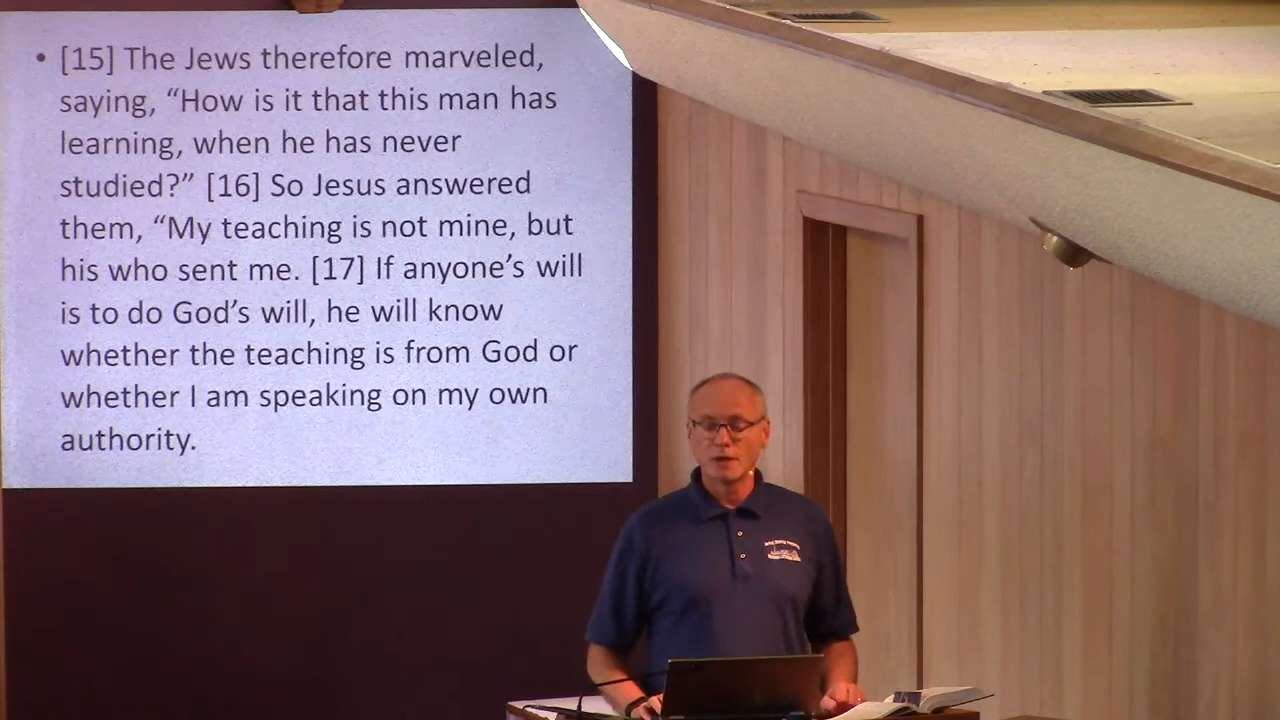 • [15] The Jews therefore marveled,
saying, “How is it that this man has
learning, when he has never
studied?” [16] So Jesus answered
them, “My teaching is not mine, but
his who sent me. [17] If anyone’s will
is to do God’s will, he will know
whether the teaching is from God or
whether I am speaking on my own
authority.